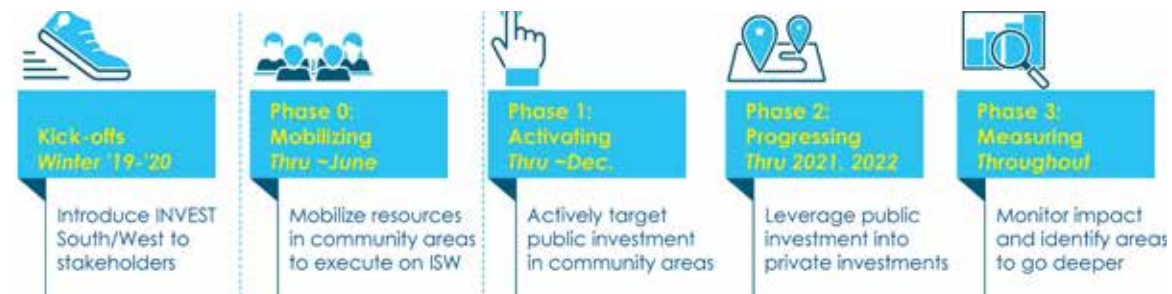 Kick-offs
Winter '19-'20
Introduce INVEST
South/West to
stakeholders
Phase 0:
Mobilizing
Thru ~June
Mobilize resources
in community areas
to execute on ISW
Phase 1:
Activating
Thru ~Dec.
Actively target
public investment
in community areas
Phase 2:
Progressing
Thru 2021, 2022
Leverage public
investment into
private investments
Phase 3:
Measuring
Throughout
Monitor impact
and identify areas
to go deeper